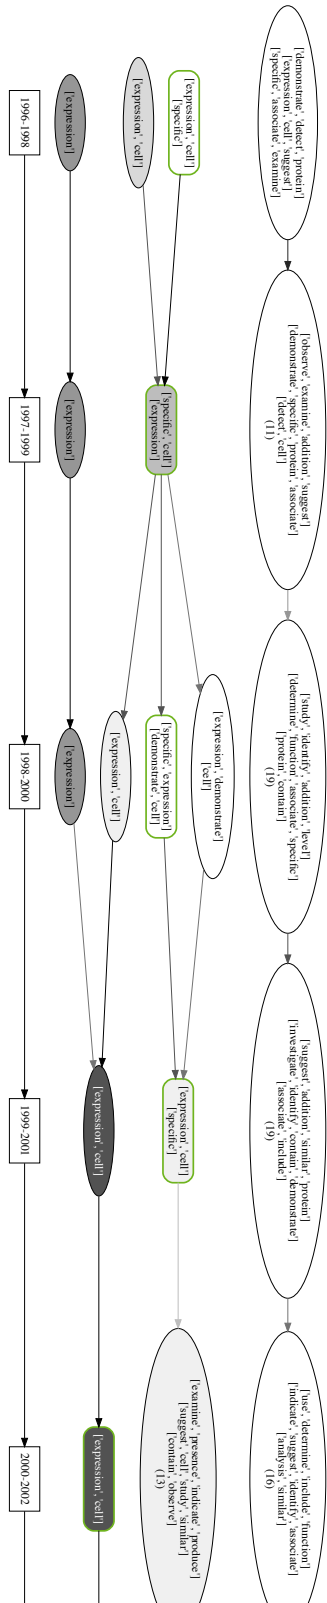 ['demonstrate', 'detect', 'protein']
['expression', 'cell', 'suggest']
['specific', 'associate', 'examine']
['expression', 'cell']
['specific']
['expression', 'cell']
['expression']
1996-1998
['observe', 'examine', 'addition', 'suggest']
['demonstrate', 'specific', 'protein', 'associate']
['detect', 'cell']
(11)
['specific', 'cell']
['expression']
['expression']
1997-1999
['study', 'identify', 'addition', 'level']
['determine', 'function', 'associate', 'specific']
['protein', 'contain']
(19)
['expression', 'demonstrate']
['cell']
['specific', 'expression']
['demonstrate', 'cell']
['expression', 'cell']
['expression']
1998-2000
['suggest', 'addition', 'similar', 'protein']
['investigate', 'identify', 'contain', 'demonstrate']
['associate', 'include']
(19)
['expression', 'cell']
['specific']
['expression', 'cell']
1999-2001
['use', 'determine', 'include', 'function']
['indicate', 'suggest', 'identify', 'associate']
['analysis', 'similar']
(16)
['examine', 'presence', 'indicate', 'produce']
['suggest', 'cell', 'study', 'similar']
['contain', 'observe']
(13)
['expression', 'cell']
2000-2002